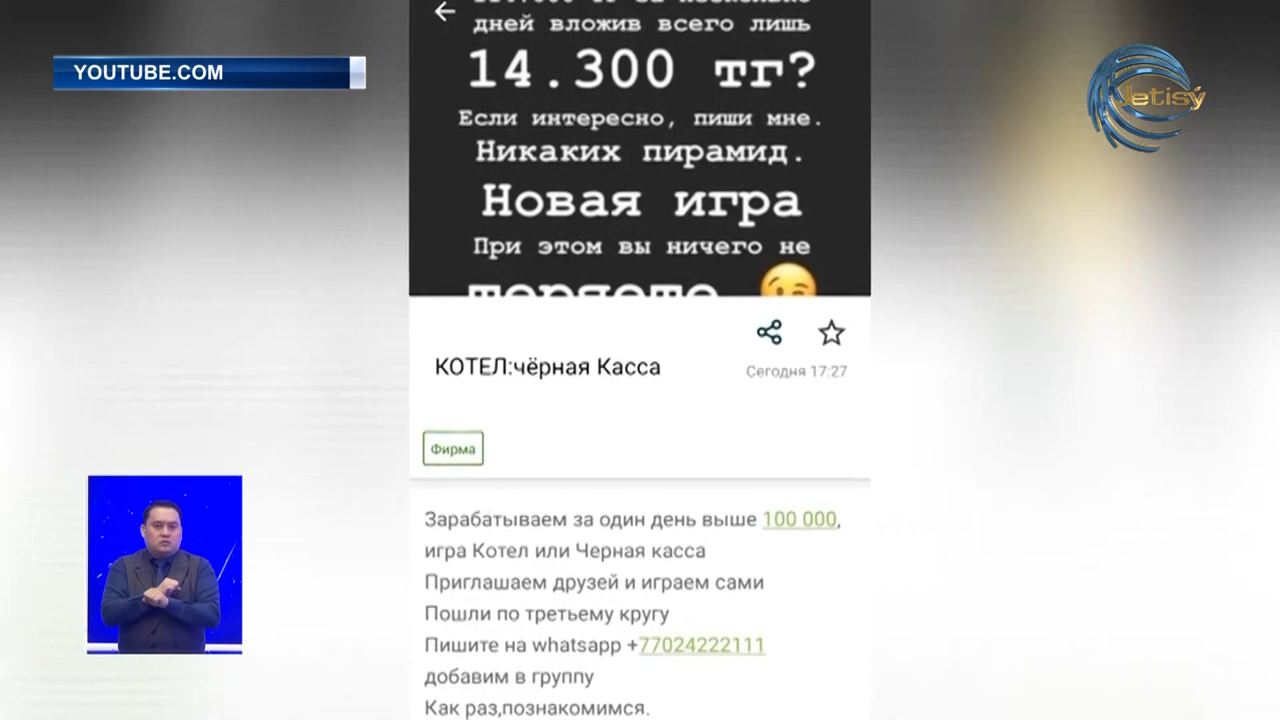 YOUTUBE.COM
Jetisý
дней вложив всего лишь
14.300 тг?
Если интересно, пиши мне.
Никаких пирамид.
Новая игра
При этом вы ничего не
теряете
КОТЕЛ:чёрная Касса
Сегодня 17:27
Фирма
Зарабатываем за один день выше 100 000,
игра Котел или Черная касса
Приглашаем друзей и играем сами
Пошли по третьему кругу
Пишите на whatsapp +77024222111
добавим в группу
Как раз,познакомимся.